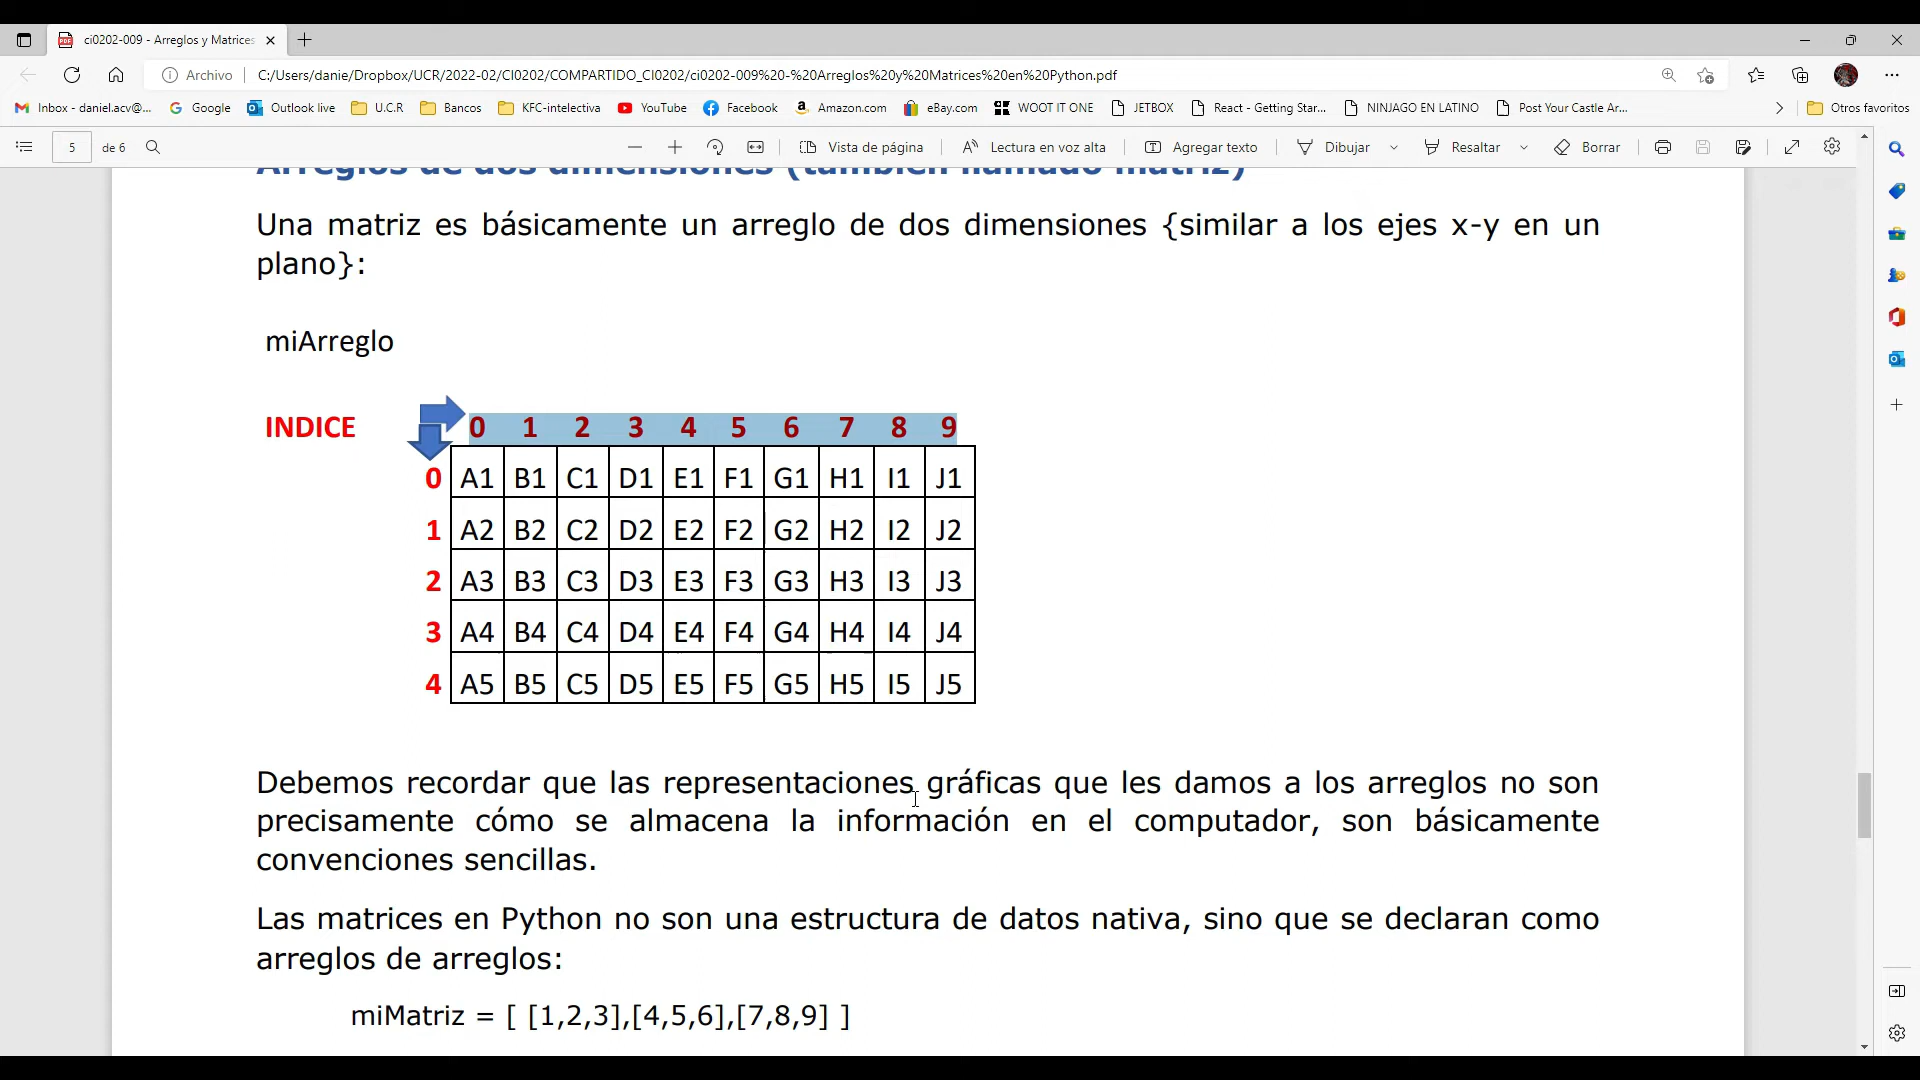 ci0202-009 - Arreglos y Matrices
Archivo C:/Users/danie/Dropbox/UCR/2022-02/CI0202/COMPARTIDO_CI0202/ci0202-009%20-%20Arreglos%20y%20Matrices%20en%20Python.pdf
Inbox - daniel.acv@... Google Outlook live U.C.R Bancos KFC-intelectiva YouTube Facebook Amazon.com eBay.com WOOT IT ONE JETBOX React - Getting Star... NINJAGO EN LATINO Post Your Castle Ar... Otros favoritos
5 de 6 Vista de página Lectura en voz alta Agregar texto Dibujar Resaltar Borrar
Arreglos de dos dimensiones (también llamado matriz)
Una matriz es básicamente un arreglo de dos dimensiones {similar a los ejes x-y en un
plano}:
miArreglo
INDICE 0 1 2 3 4 5 6 7 8 9
0 A1 B1 C1 D1 E1 F1 G1 H1 I1 J1
1 A2 B2 C2 D2 E2 F2 G2 H2 I2 J2
2 A3 B3 C3 D3 E3 F3 G3 H3 I3 J3
3 A4 B4 C4 D4 E4 F4 G4 H4 I4 J4
4 A5 B5 C5 D5 E5 F5 G5 H5 I5 J5
Debemos recordar que las representaciones gráficas que les damos a los arreglos no son
precisamente cómo se almacena la información en el computador, son básicamente
convenciones sencillas.
Las matrices en Python no son una estructura de datos nativa, sino que se declaran como
arreglos de arreglos:
miMatriz = [ [1,2,3],[4,5,6],[7,8,9] ]